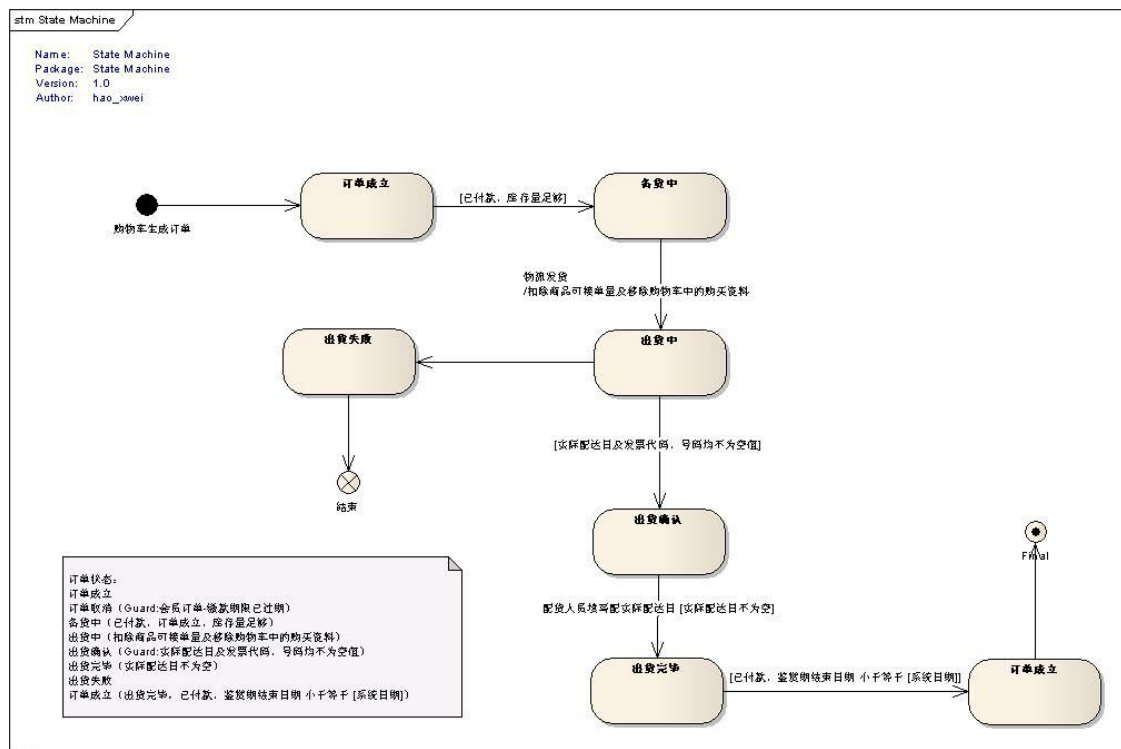 stm State Machine
Name: State Machine
Package: State Machine
Version: 1.0
Author: hao_xwei
订单成立
[已付款，库存量足够]
备货中
购物车生成订单
物流发货
/扣除商品可接单量及移除购物车中的购买资料
出货失败
出货中
[实际配达日及发票代码，号码均不为空值]
结束
出货确认
Final
订单状态：
订单成立
订单取消（Guard:会员订单-缴款期限已过期）
备货中（已付款，订单成立，库存量足够）
出货中（扣除商品可接单量及移除购物车中的购买资料）
出货确认（Guard:实际配达日及发票代码，号码均不为空值）
出货完毕（实际配达日不为空）
出货失败
订单成立（出货完毕，已付款，鉴赏期结束日期 小于等于 [系统日期]）
配货人员填写配实际配达日 [实际配达日不为空]
出货完毕
[已付款，鉴赏期结束日期 小于等于 [系统日期]]
订单成立